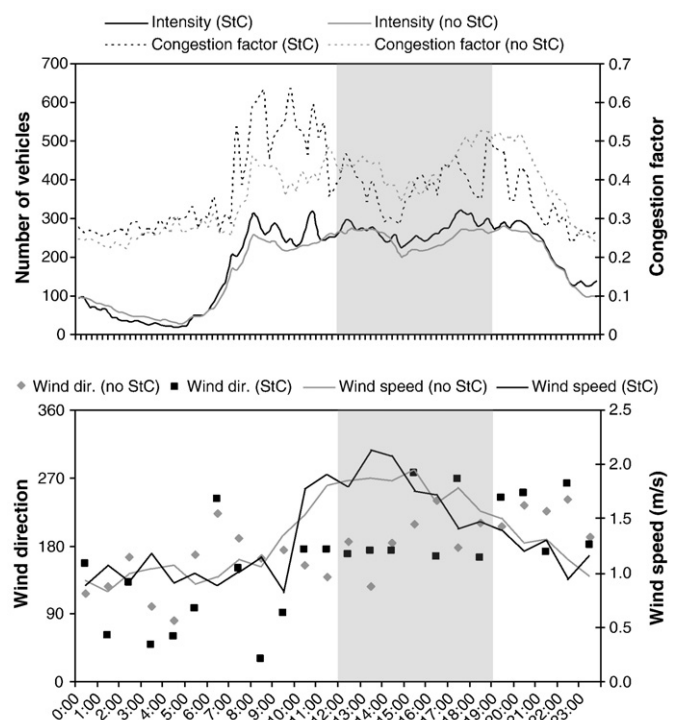 Intensity (StC) Intensity (no StC)
Congestion factor (StC) Congestion factor (no StC)
700 0.7
600 0.6
500 0.5
400 0.4
300 0.3
200 0.2
100 0.1
0 0
Number of vehicles
Congestion factor
Wind dir. (no StC) Wind dir. (StC) Wind speed (no StC) Wind speed (StC)
360 2.5
2.0
270
1.5
180
1.0
90
0.5
0 0
Wind direction
Wind speed (m/s)
0:00 1:00 2:00 3:00 4:00 5:00 6:00 7:00 8:00 9:00 10:00 11:00 12:00 13:00 14:00 15:00 16:00 17:00 18:00 19:00 20:00 21:00 22:00 23:00